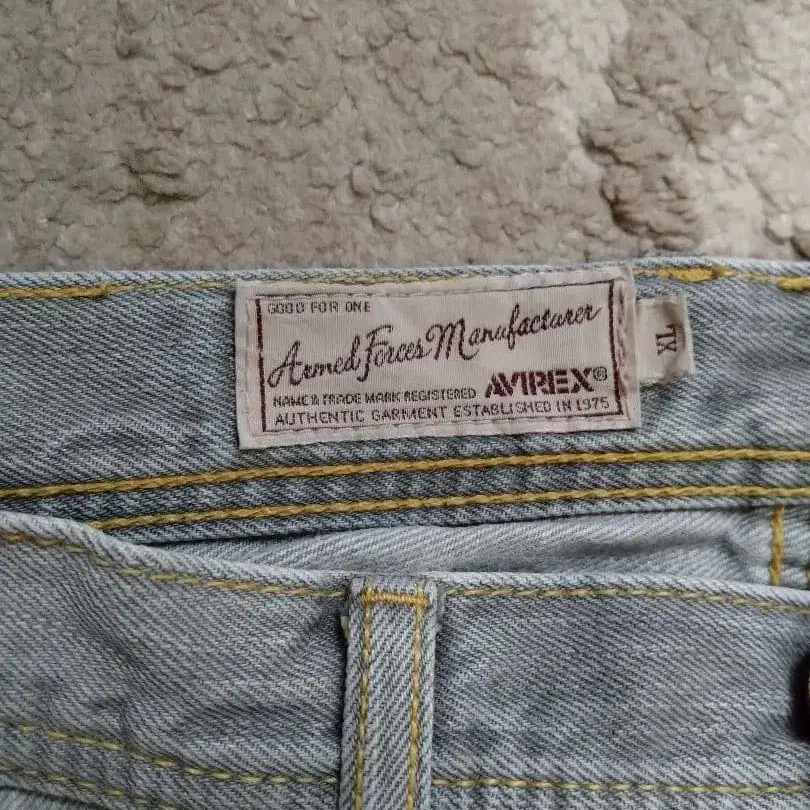 GOOD FOR ONE
Armed Forces Manufacturer
NAME & TRADE MARK REGISTERED AVIREX®
AUTHENTIC GARMENT ESTABLISHED IN 1975
XL